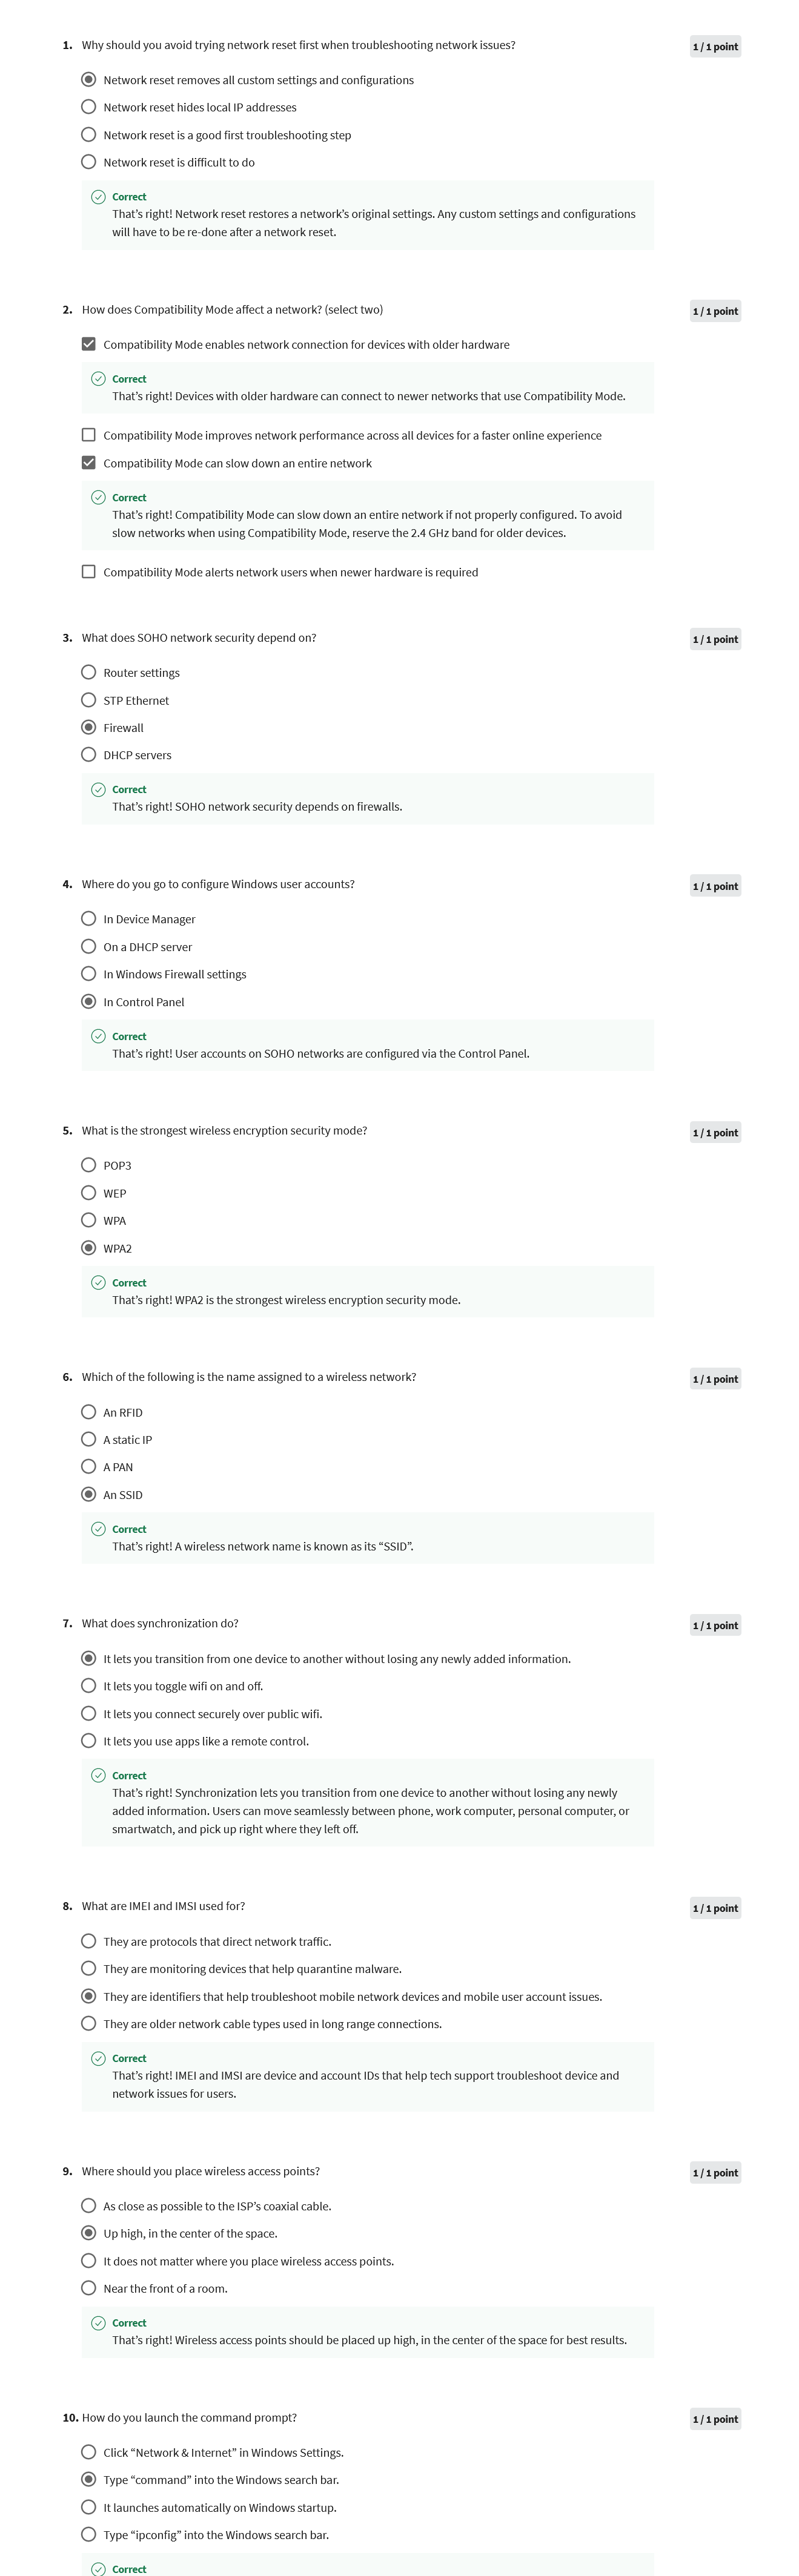 1. Why should you avoid trying network reset first when troubleshooting network issues?
1 / 1 point
Network reset removes all custom settings and configurations
Network reset hides local IP addresses
Network reset is a good first troubleshooting step
Network reset is difficult to do
Correct
That’s right! Network reset restores a network’s original settings. Any custom settings and configurations
will have to be re-done after a network reset.
2. How does Compatibility Mode affect a network? (select two)
1 / 1 point
Compatibility Mode enables network connection for devices with older hardware
Correct
That’s right! Devices with older hardware can connect to newer networks that use Compatibility Mode.
Compatibility Mode improves network performance across all devices for a faster online experience
Compatibility Mode can slow down an entire network
Correct
That’s right! Compatibility Mode can slow down an entire network if not properly configured. To avoid
slow networks when using Compatibility Mode, reserve the 2.4 GHz band for older devices.
Compatibility Mode alerts network users when newer hardware is required
3. What does SOHO network security depend on?
1 / 1 point
Router settings
STP Ethernet
Firewall
DHCP servers
Correct
That’s right! SOHO network security depends on firewalls.
4. Where do you go to configure Windows user accounts?
1 / 1 point
In Device Manager
On a DHCP server
In Windows Firewall settings
In Control Panel
Correct
That’s right! User accounts on SOHO networks are configured via the Control Panel.
5. What is the strongest wireless encryption security mode?
1 / 1 point
POP3
WEP
WPA
WPA2
Correct
That’s right! WPA2 is the strongest wireless encryption security mode.
6. Which of the following is the name assigned to a wireless network?
1 / 1 point
An RFID
A static IP
A PAN
An SSID
Correct
That’s right! A wireless network name is known as its “SSID”.
7. What does synchronization do?
1 / 1 point
It lets you transition from one device to another without losing any newly added information.
It lets you toggle wifi on and off.
It lets you connect securely over public wifi.
It lets you use apps like a remote control.
Correct
That’s right! Synchronization lets you transition from one device to another without losing any newly
added information. Users can move seamlessly between phone, work computer, personal computer, or
smartwatch, and pick up right where they left off.
8. What are IMEI and IMSI used for?
1 / 1 point
They are protocols that direct network traffic.
They are monitoring devices that help quarantine malware.
They are identifiers that help troubleshoot mobile network devices and mobile user account issues.
They are older network cable types used in long range connections.
Correct
That’s right! IMEI and IMSI are device and account IDs that help tech support troubleshoot device and
network issues for users.
9. Where should you place wireless access points?
1 / 1 point
As close as possible to the ISP’s coaxial cable.
Up high, in the center of the space.
It does not matter where you place wireless access points.
Near the front of a room.
Correct
That’s right! Wireless access points should be placed up high, in the center of the space for best results.
10. How do you launch the command prompt?
1 / 1 point
Click “Network & Internet” in Windows Settings.
Type “command” into the Windows search bar.
It launches automatically on Windows startup.
Type “ipconfig” into the Windows search bar.
Correct